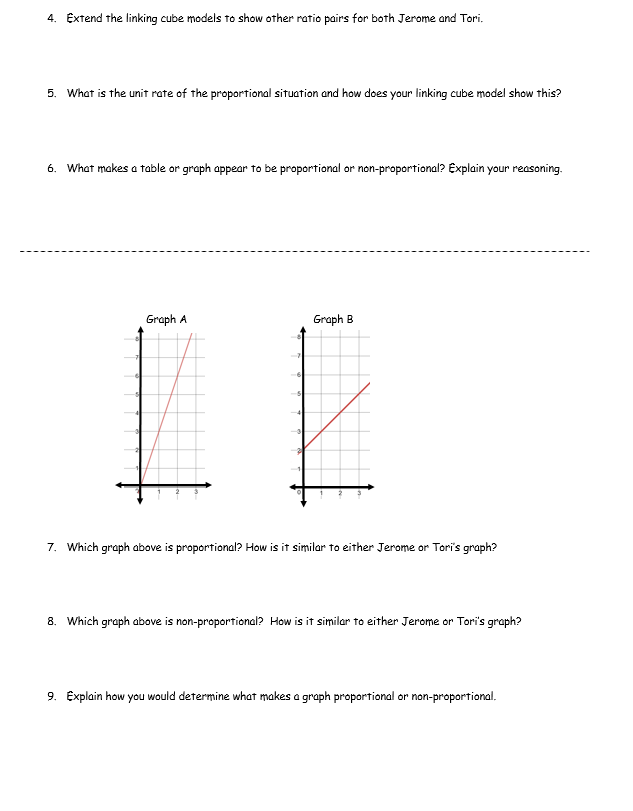 4. Extend the linking cube models to show other ratio pairs for both Jerome and Tori.
5. What is the unit rate of the proportional situation and how does your linking cube model show this?
6. What makes a table or graph appear to be proportional or non-proportional? Explain your reasoning.
Graph A
8
7
6
5
4
3
2
1
1 2 3
Graph B
8
7
6
5
4
3
2
1
0 1 2 3
7. Which graph above is proportional? How is it similar to either Jerome or Tori's graph?
8. Which graph above is non-proportional? How is it similar to either Jerome or Tori's graph?
9. Explain how you would determine what makes a graph proportional or non-proportional.